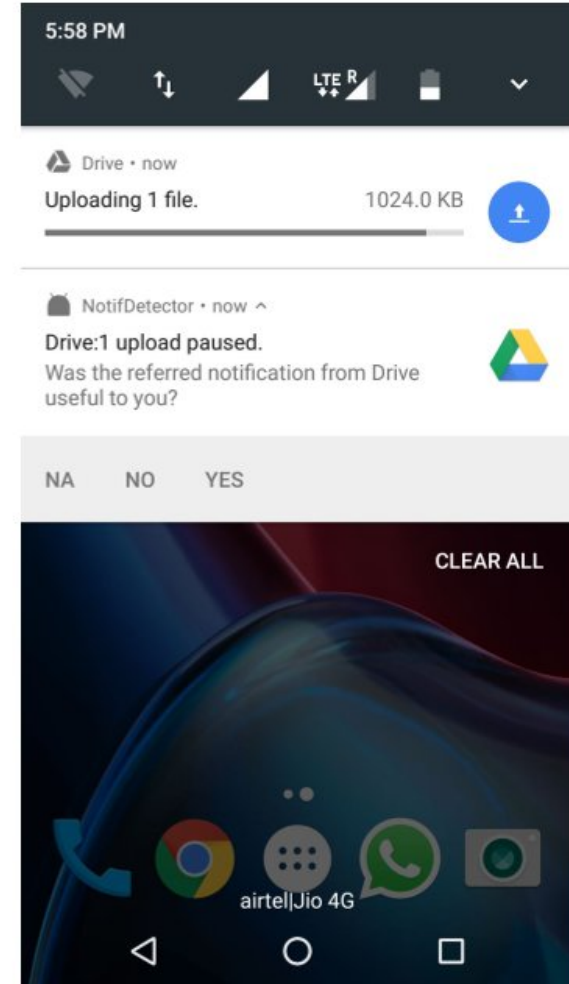 5:58 PM
LTE R
Drive • now
Uploading 1 file. 1024.0 KB
NotifDetector • now
Drive:1 upload paused.
Was the referred notification from Drive
useful to you?
NA NO YES
CLEAR ALL
airtel|Jio 4G